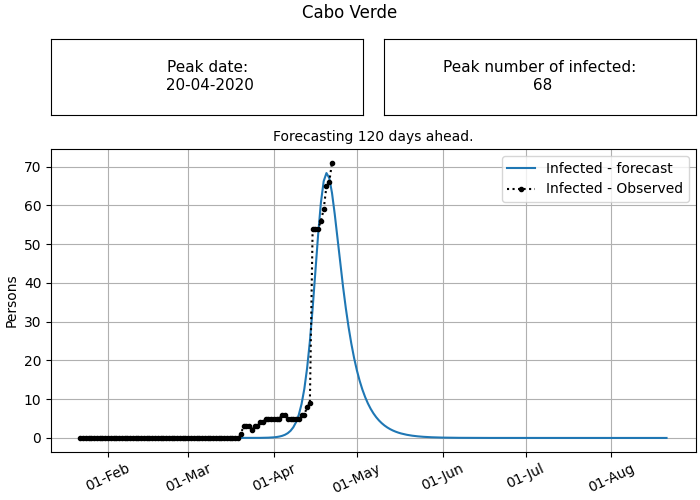 Cabo Verde
Peak date:
20-04-2020
Peak number of infected:
68
Forecasting 120 days ahead.
Infected - forecast
Infected - Observed
Persons
70
60
50
40
30
20
10
0
01-Feb
01-Mar
01-Apr
01-May
01-Jun
01-Jul
01-Aug